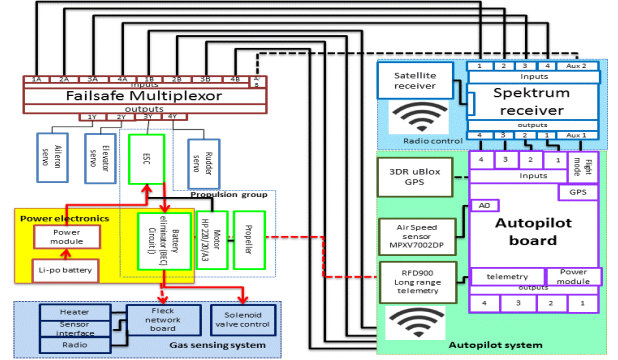 1 2 3 4 Aux 2
Inputs
Spektrum
receiver
outputs
4 3 2 1 Aux 1
Satellite
receiver
Radio control
1A 2A 3A 4A 1B 2B 3B 4B
inputs
Failsafe Multiplexor
outputs
1Y 2Y 3Y 4Y
Aileron
servo
Elevator
servo
ESC
Rudder
servo
Propulsion group
Power electronics
Power
module
Li-po battery
Battery
eliminator (BEC)
Circuit ()
Motor
HP 220/20/A3
Propeller
Heater
Sensor
interface
Radio
Fleck
network
board
Solenoid
valve control
Gas sensing system
3DR uBlox
GPS
Air Speed
sensor
MPXV7002DP
RFD900
Long range
telemetry
4 3 2 1
Inputs
Flight
mode
GPS
A0
Autopilot
board
telemetry
Power
module
outputs
4 3 2 1
Autopilot system